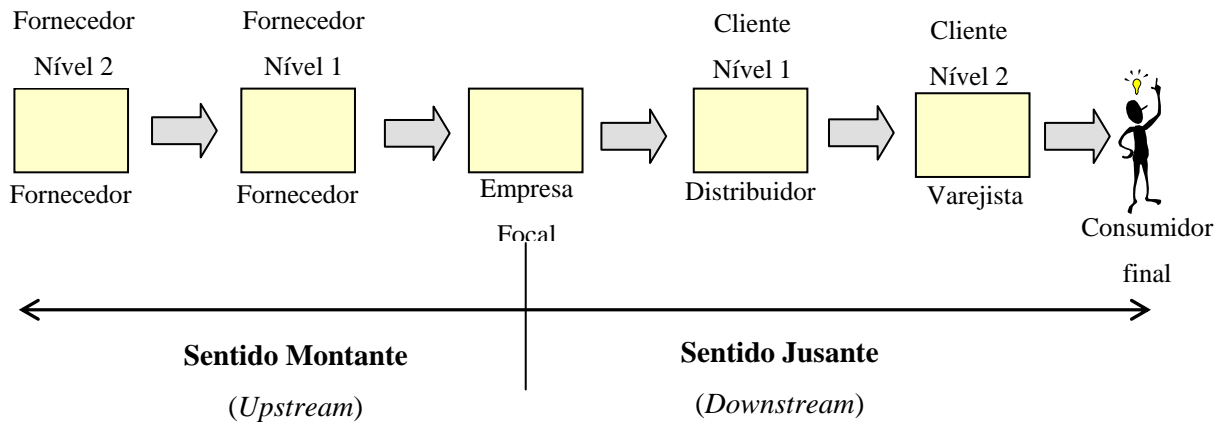 Fornecedor
Nível 2
Fornecedor
Nível 1
Cliente
Nível 1
Cliente
Nível 2
Fornecedor
Fornecedor
Empresa
Focal
Distribuidor
Varejista
Consumidor
final
Sentido Montante
(Upstream)
Sentido Jusante
(Downstream)